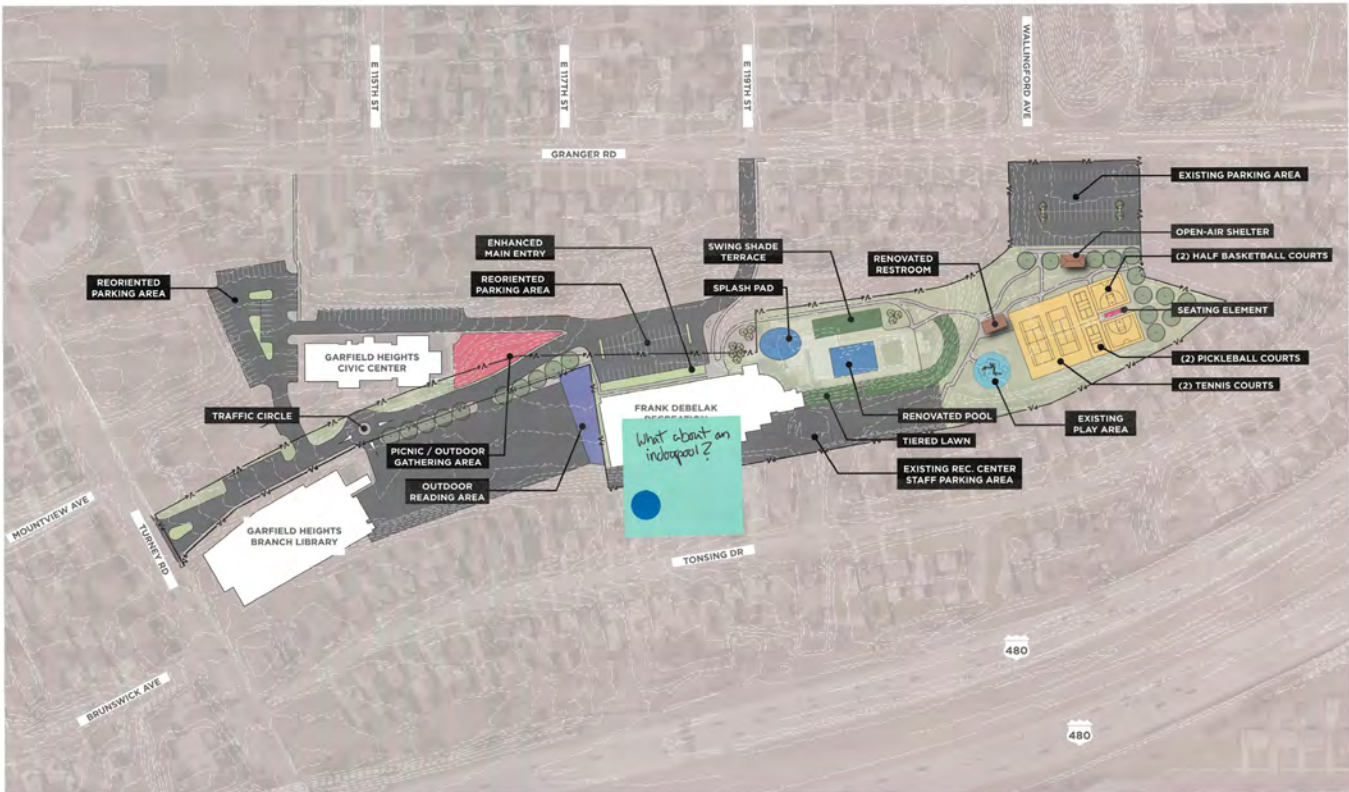 E 115TH ST
E 117TH ST
E 119TH ST
WALLINGFORD AVE
GRANGER RD
EXISTING PARKING AREA
OPEN-AIR SHELTER
(2) HALF BASKETBALL COURTS
SEATING ELEMENT
(2) PICKLEBALL COURTS
(2) TENNIS COURTS
ENHANCED
MAIN ENTRY
SWING SHADE
TERRACE
RENOVATED
RESTROOM
REORIENTED
PARKING AREA
REORIENTED
PARKING AREA
SPLASH PAD
GARFIELD HEIGHTS
CIVIC CENTER
TRAFFIC CIRCLE
PICNIC / OUTDOOR
GATHERING AREA
OUTDOOR
READING AREA
FRANK DEBELAK
RECREATION
What about an
indoorpool?
RENOVATED POOL
TIERED LAWN
EXISTING
PLAY AREA
EXISTING REC. CENTER
STAFF PARKING AREA
GARFIELD HEIGHTS
BRANCH LIBRARY
MOUNTVIEW AVE
TURNEY RD
TONSING DR
BRUNSWICK AVE
480
480